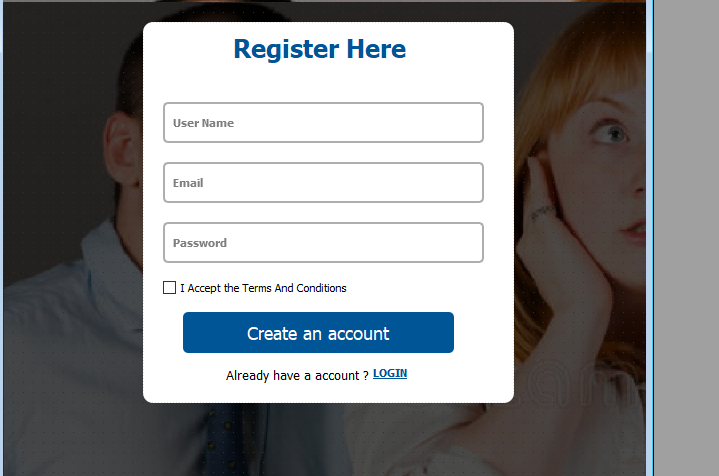 Register Here
User Name
Email
Password
I Accept the Terms And Conditions
Create an account
Already have a account ? LOGIN